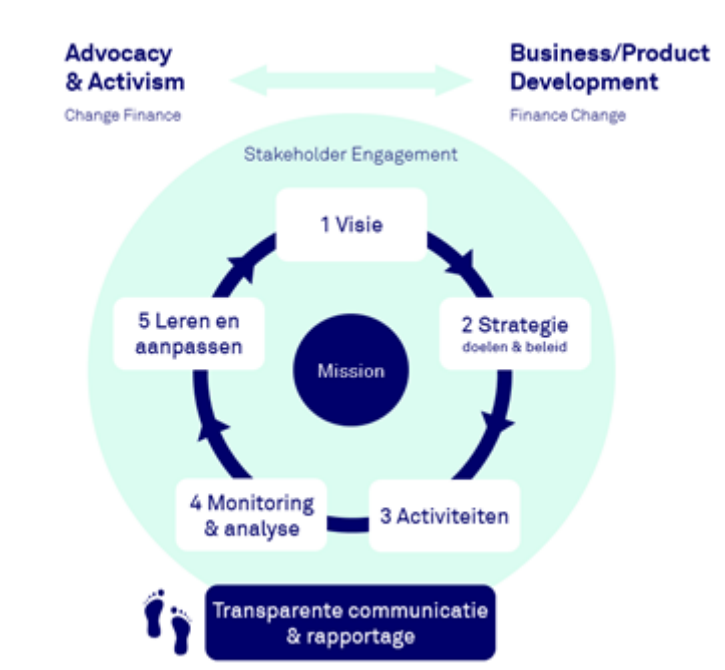 Advocacy
& Activism
Change Finance
Business/Product
Development
Finance Change
Stakeholder Engagement
1 Visie
2 Strategie
doelen & beleid
3 Activiteiten
4 Monitoring
& analyse
5 Leren en
aanpassen
Mission
Transparente communicatie
& rapportage